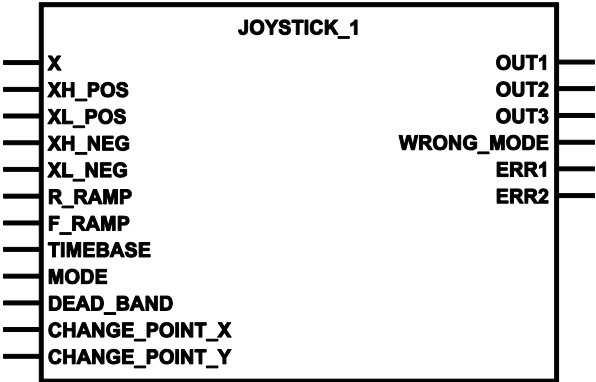 JOYSTICK_1
X
XH_POS
XL_POS
XH_NEG
XL_NEG
R_RAMP
F_RAMP
TIMEBASE
MODE
DEAD_BAND
CHANGE_POINT_X
CHANGE_POINT_Y
OUT1
OUT2
OUT3
WRONG_MODE
ERR1
ERR2